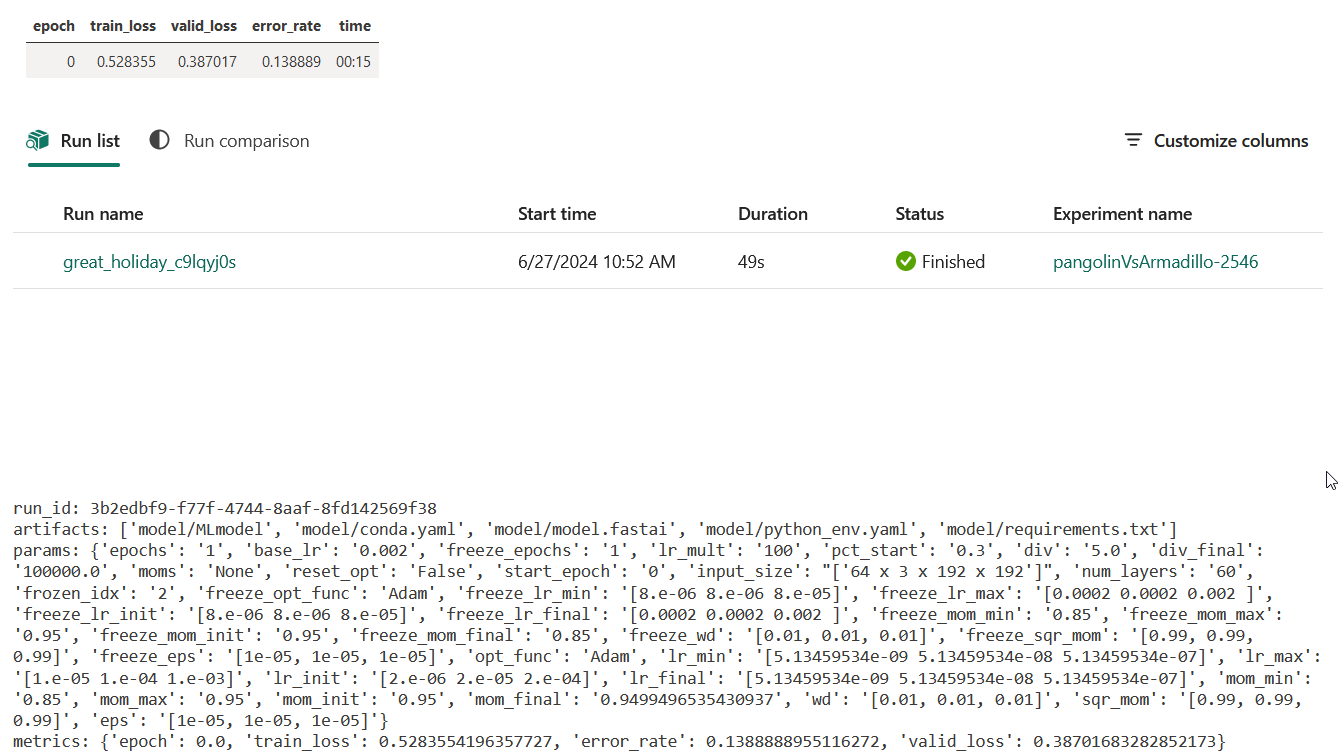 epoch train_loss valid_loss error_rate time
0 0.528355 0.387017 0.138889 00:15
Run list Run comparison Customize columns
Run name Start time Duration Status Experiment name
great_holiday_c9lqyj0s 6/27/2024 10:52 AM 49s Finished pangolinVsArmadillo-2546
run_id: 3b2edbf9-f77f-4744-8aaf-8fd142569f38
artifacts: ['model/MLmodel', 'model/conda.yaml', 'model/model.fastai', 'model/python_env.yaml', 'model/requirements.txt']
params: {'epochs': '1', 'base_lr': '0.002', 'freeze_epochs': '1', 'lr_mult': '100', 'pct_start': '0.3', 'div': '5.0', 'div_final':
'100000.0', 'moms': 'None', 'reset_opt': 'False', 'start_epoch': '0', 'input_size': "['64 x 3 x 192 x 192']", 'num_layers': '60',
'frozen_idx': '2', 'freeze_opt_func': 'Adam', 'freeze_lr_min': '[8.e-06 8.e-06 8.e-05]', 'freeze_lr_max': '[0.0002 0.0002 0.002 ]',
'freeze_lr_init': '[8.e-06 8.e-06 8.e-05]', 'freeze_lr_final': '[0.0002 0.0002 0.002 ]', 'freeze_mom_min': '0.85', 'freeze_mom_max':
'0.95', 'freeze_mom_init': '0.95', 'freeze_mom_final': '0.85', 'freeze_wd': '[0.01, 0.01, 0.01]', 'freeze_sqr_mom': '[0.99, 0.99,
0.99]', 'freeze_eps': '[1e-05, 1e-05, 1e-05]', 'opt_func': 'Adam', 'lr_min': '[5.13459534e-09 5.13459534e-08 5.13459534e-07]', 'lr_max':
'[1.e-05 1.e-04 1.e-03]', 'lr_init': '[2.e-06 2.e-05 2.e-04]', 'lr_final': '[5.13459534e-09 5.13459534e-08 5.13459534e-07]', 'mom_min':
'0.85', 'mom_max': '0.95', 'mom_init': '0.95', 'mom_final': '0.9499496535430937', 'wd': '[0.01, 0.01, 0.01]', 'sqr_mom': '[0.99, 0.99,
0.99]', 'eps': '[1e-05, 1e-05, 1e-05]'}
metrics: {'epoch': 0.0, 'train_loss': 0.5283554196357727, 'error_rate': 0.1388888955116272, 'valid_loss': 0.38701683282852173}